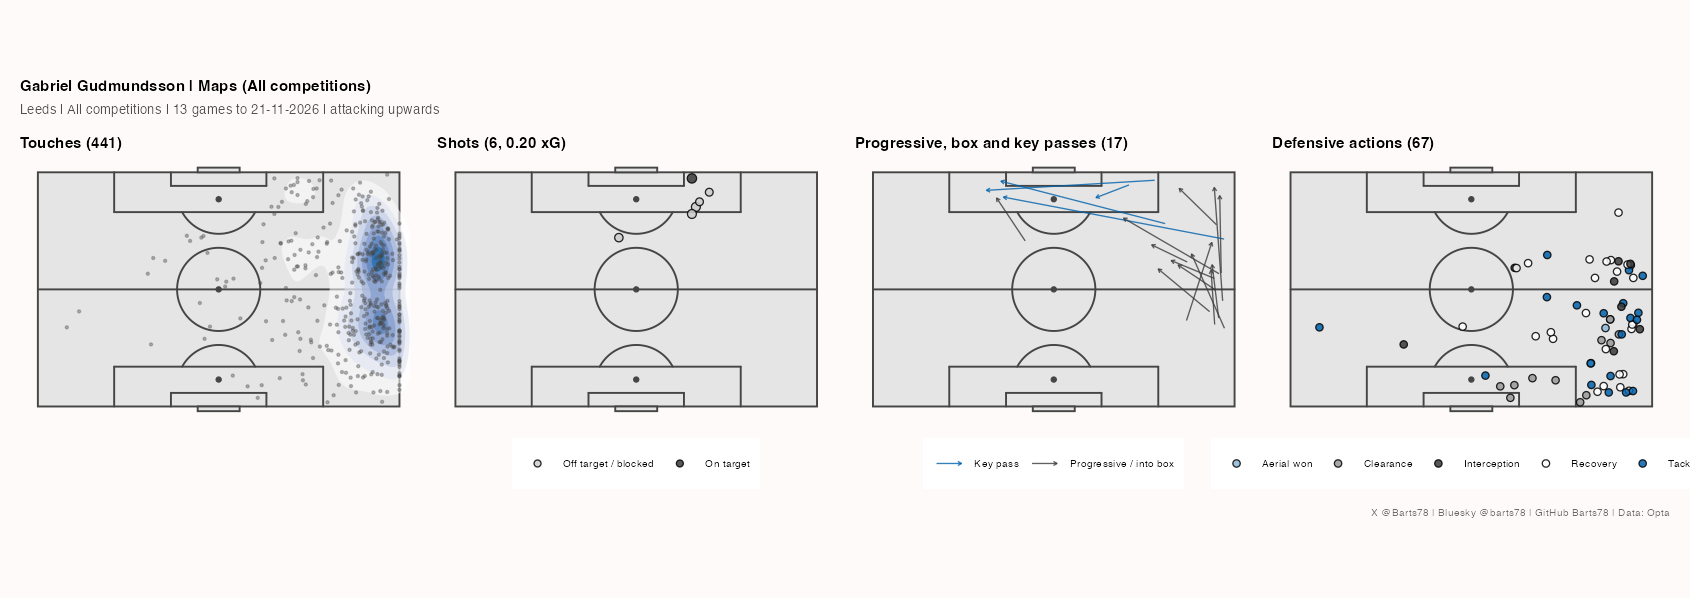 Gabriel Gudmundsson | Maps (All competitions)
Leeds | All competitions | 13 games to 21-11-2026 | attacking upwards
Touches (441)
Shots (6, 0.20 xG)
Progressive, box and key passes (17)
Defensive actions (67)
Off target / blocked
On target
Key pass
Progressive / into box
Aerial won
Clearance
Interception
Recovery
Tack
X @Barts78 | Bluesky @barts78 | GitHub Barts78 | Data: Opta